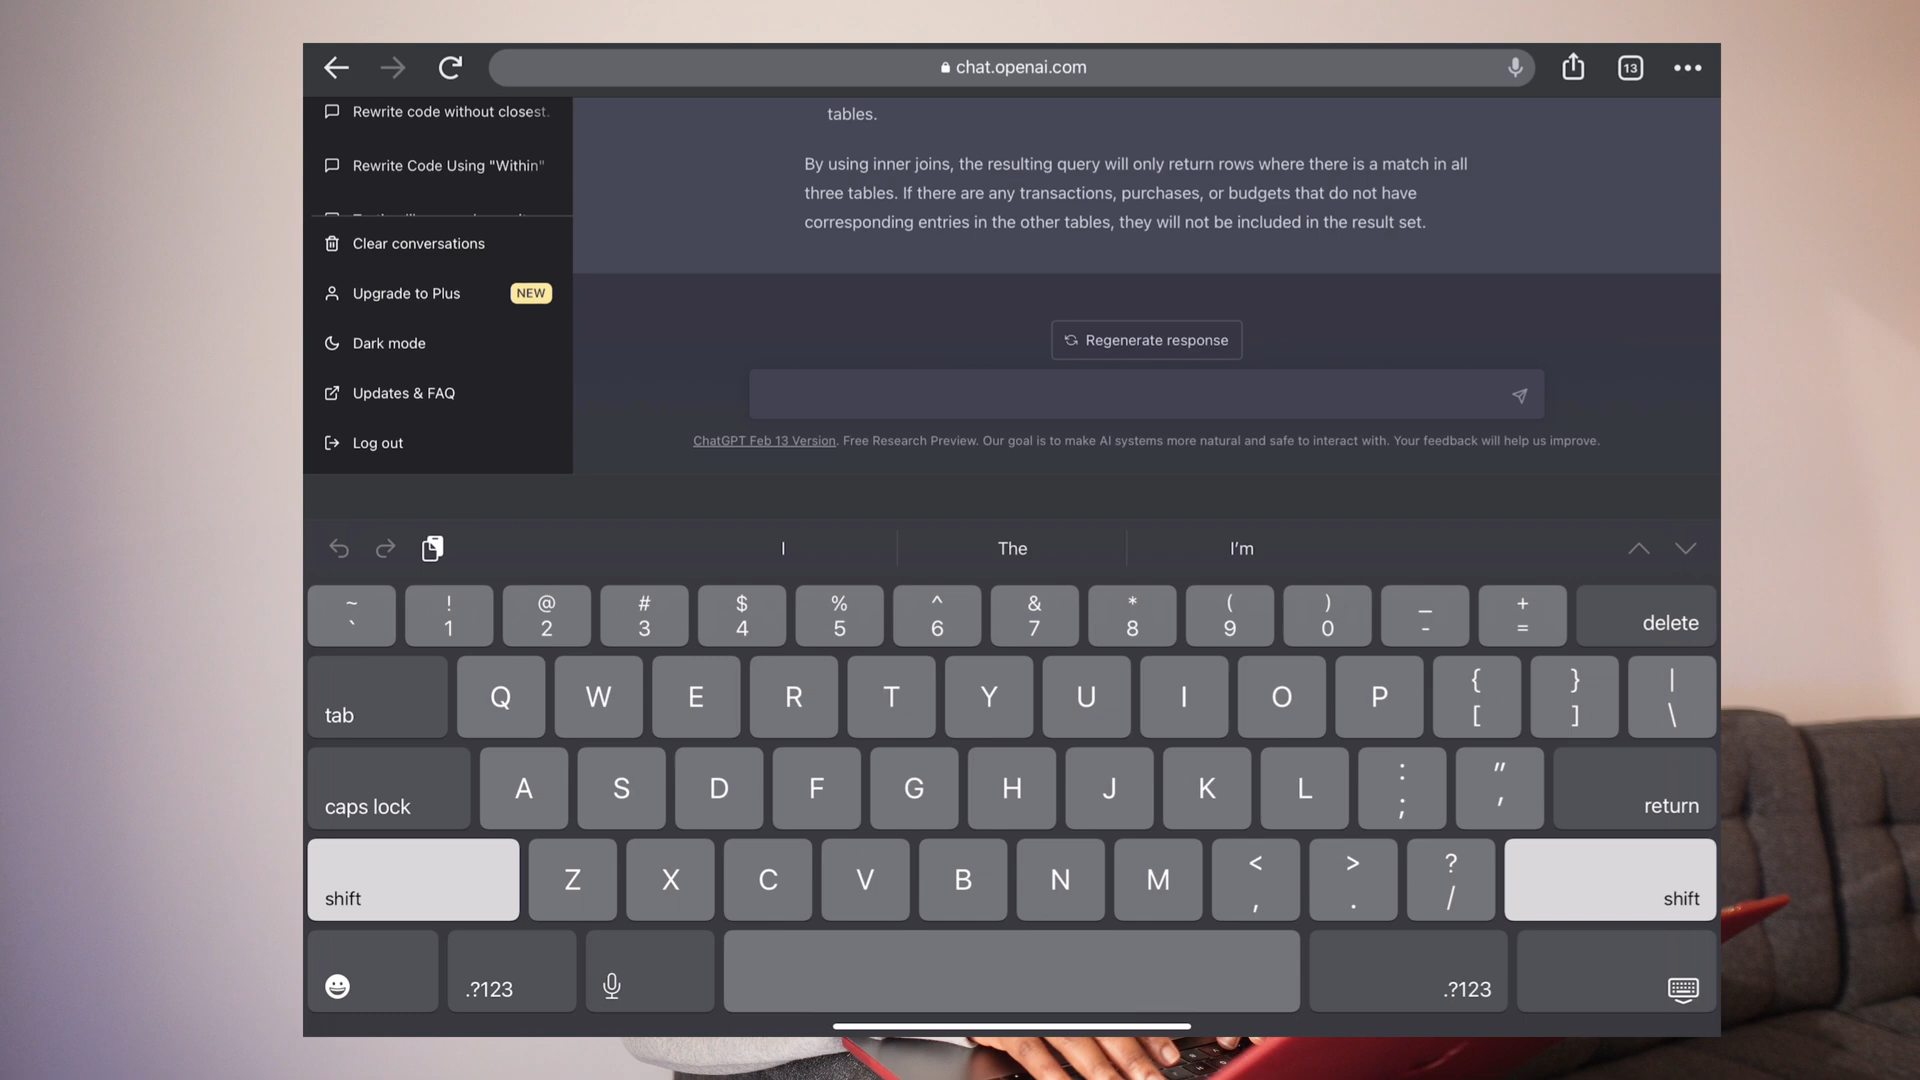 chat.openai.com
13
Rewrite code without closest.
Rewrite Code Using "Within"
Clear conversations
Upgrade to Plus
NEW
Dark mode
Updates & FAQ
Log out
tables.
By using inner joins, the resulting query will only return rows where there is a match in all
three tables. If there are any transactions, purchases, or budgets that do not have
corresponding entries in the other tables, they will not be included in the result set.
Regenerate response
ChatGPT Feb 13 Version. Free Research Preview. Our goal is to make AI systems more natural and safe to interact with. Your feedback will help us improve.
I The I'm
~ ! @ # $ % ^ & * ( ) _ +
` 1 2 3 4 5 6 7 8 9 0 - = delete
tab Q W E R T Y U I O P { } |
[ ] \
caps lock A S D F G H J K L : "
; ' return
shift Z X C V B N M < > ?
, . / shift
.?123 .?123